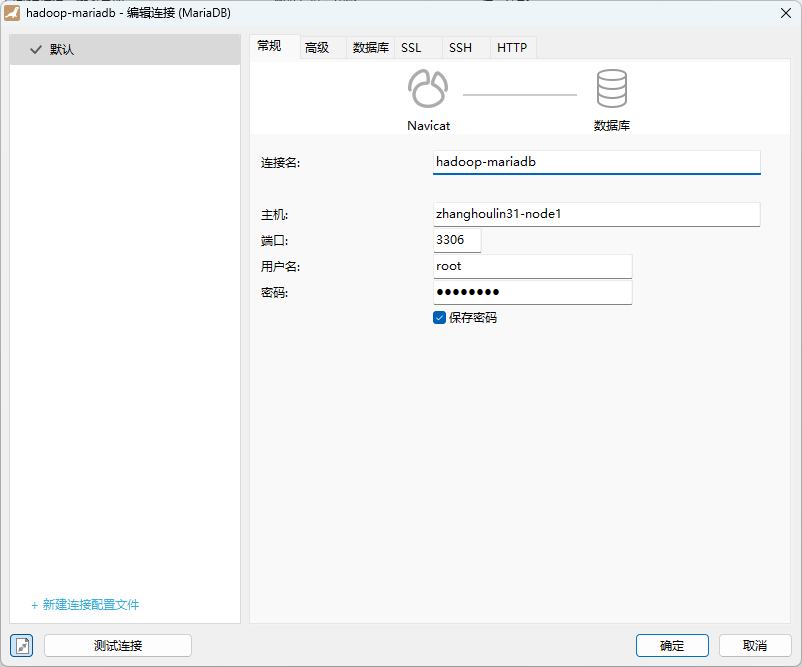 hadoop-mariadb - 编辑连接 (MariaDB)
默认
常规 高级 数据库 SSL SSH HTTP
Navicat 数据库
连接名: hadoop-mariadb
主机: zhanghoulin31-node1
端口: 3306
用户名: root
密码: ●●●●●●●●
保存密码
+ 新建连接配置文件
测试连接 确定 取消